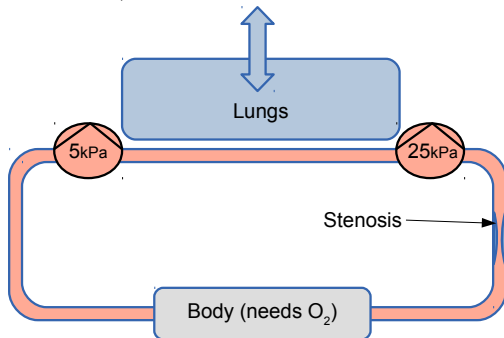 Lungs
5kPa
25kPa
Stenosis
Body (needs O₂)